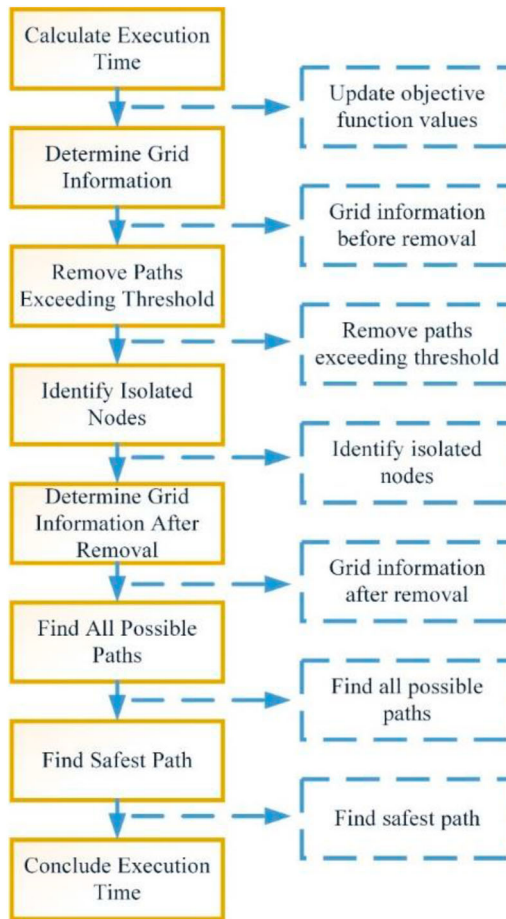 Calculate Execution
Time
Update objective
function values
Determine Grid
Information
Grid information
before removal
Remove Paths
Exceeding Threshold
Remove paths
exceeding threshold
Identify Isolated
Nodes
Identify isolated
nodes
Determine Grid
Information After
Removal
Grid information
after removal
Find All Possible
Paths
Find all possible
paths
Find Safest Path
Find safest path
Conclude Execution
Time